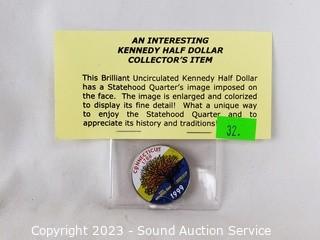 AN INTERESTING
KENNEDY HALF DOLLAR
COLLECTOR'S ITEM
This Brilliant Uncirculated Kennedy Half Dollar
has a Statehood Quarter's image imposed on
the face. The image is enlarged and colorized
to display its fine detail! What a unique way
to enjoy the Statehood Quarter and to
appreciate its history and traditions!
32.
CONNECTICUT
1788
1999
Copyright 2023 - Sound Auction Service